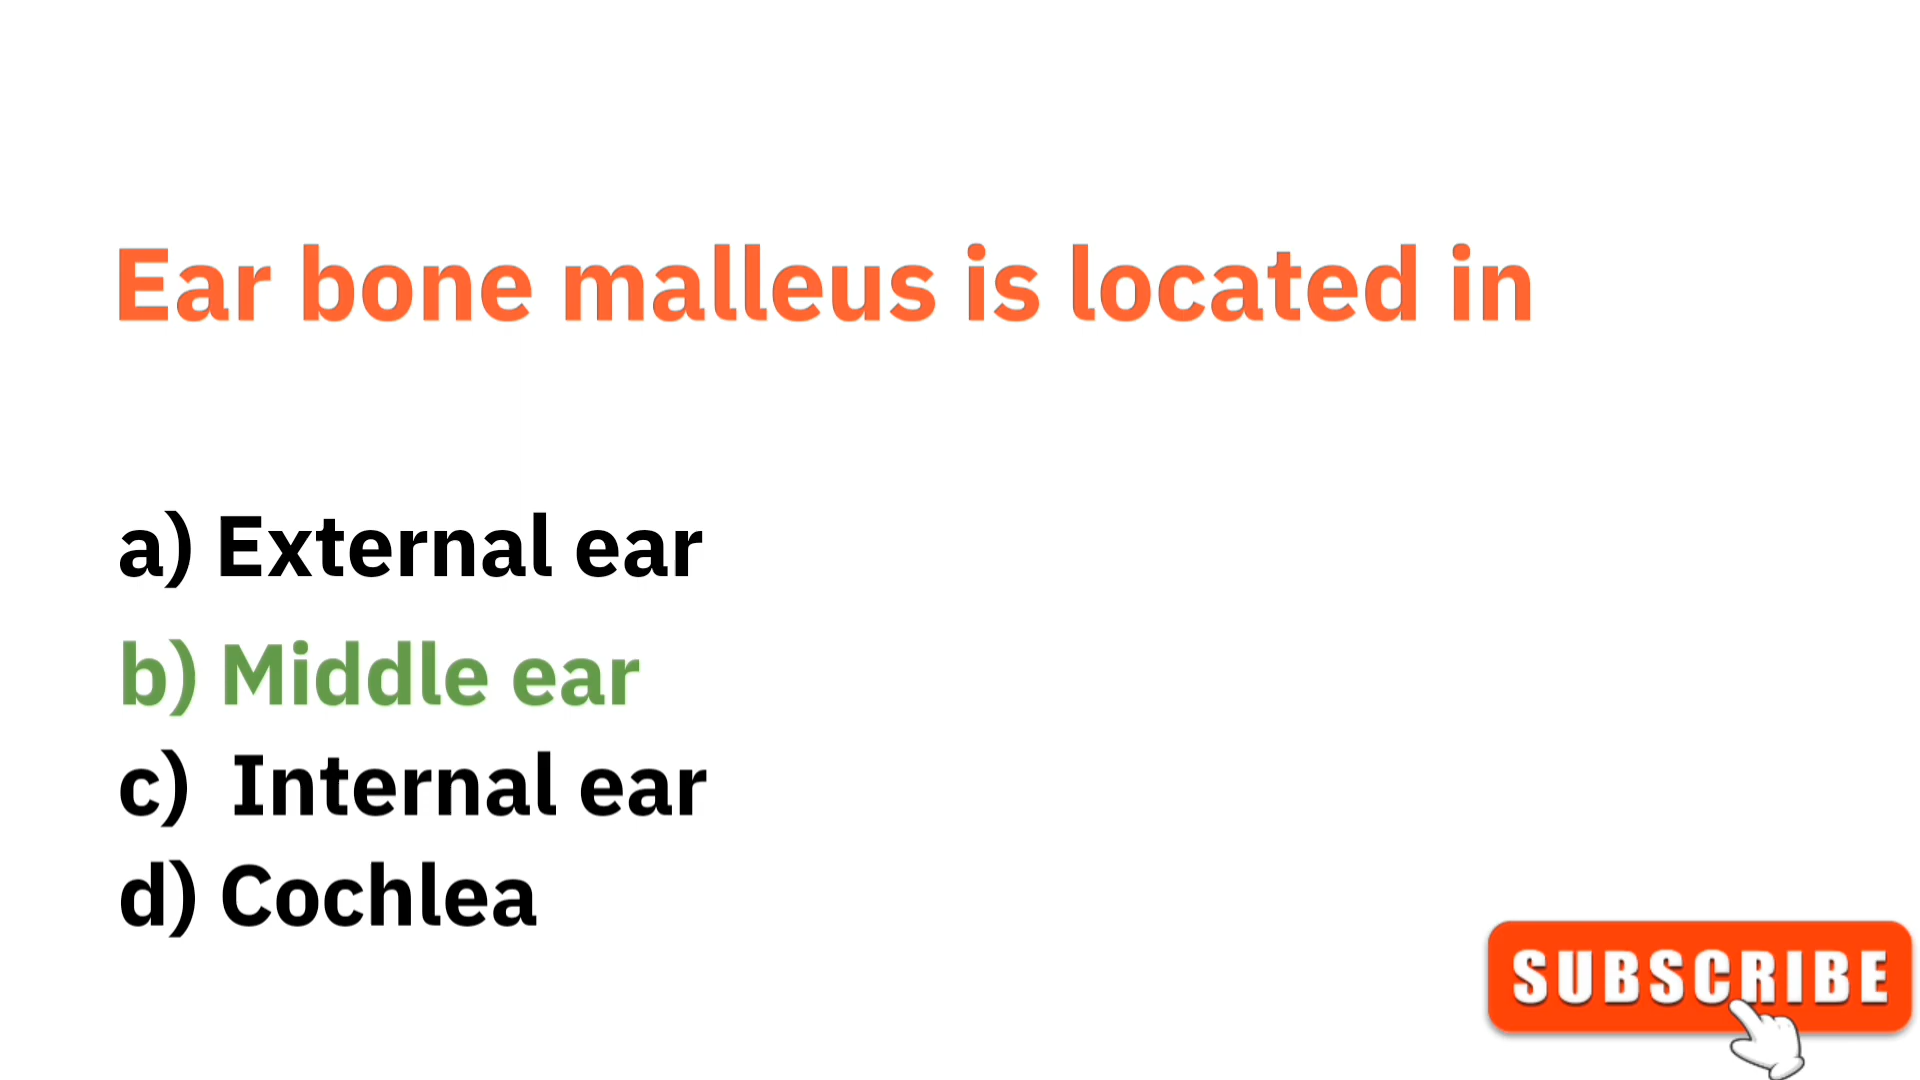 Ear bone malleus is located in
a) External ear
b) Middle ear
c) Internal ear
d) Cochlea
SUBSCRIBE